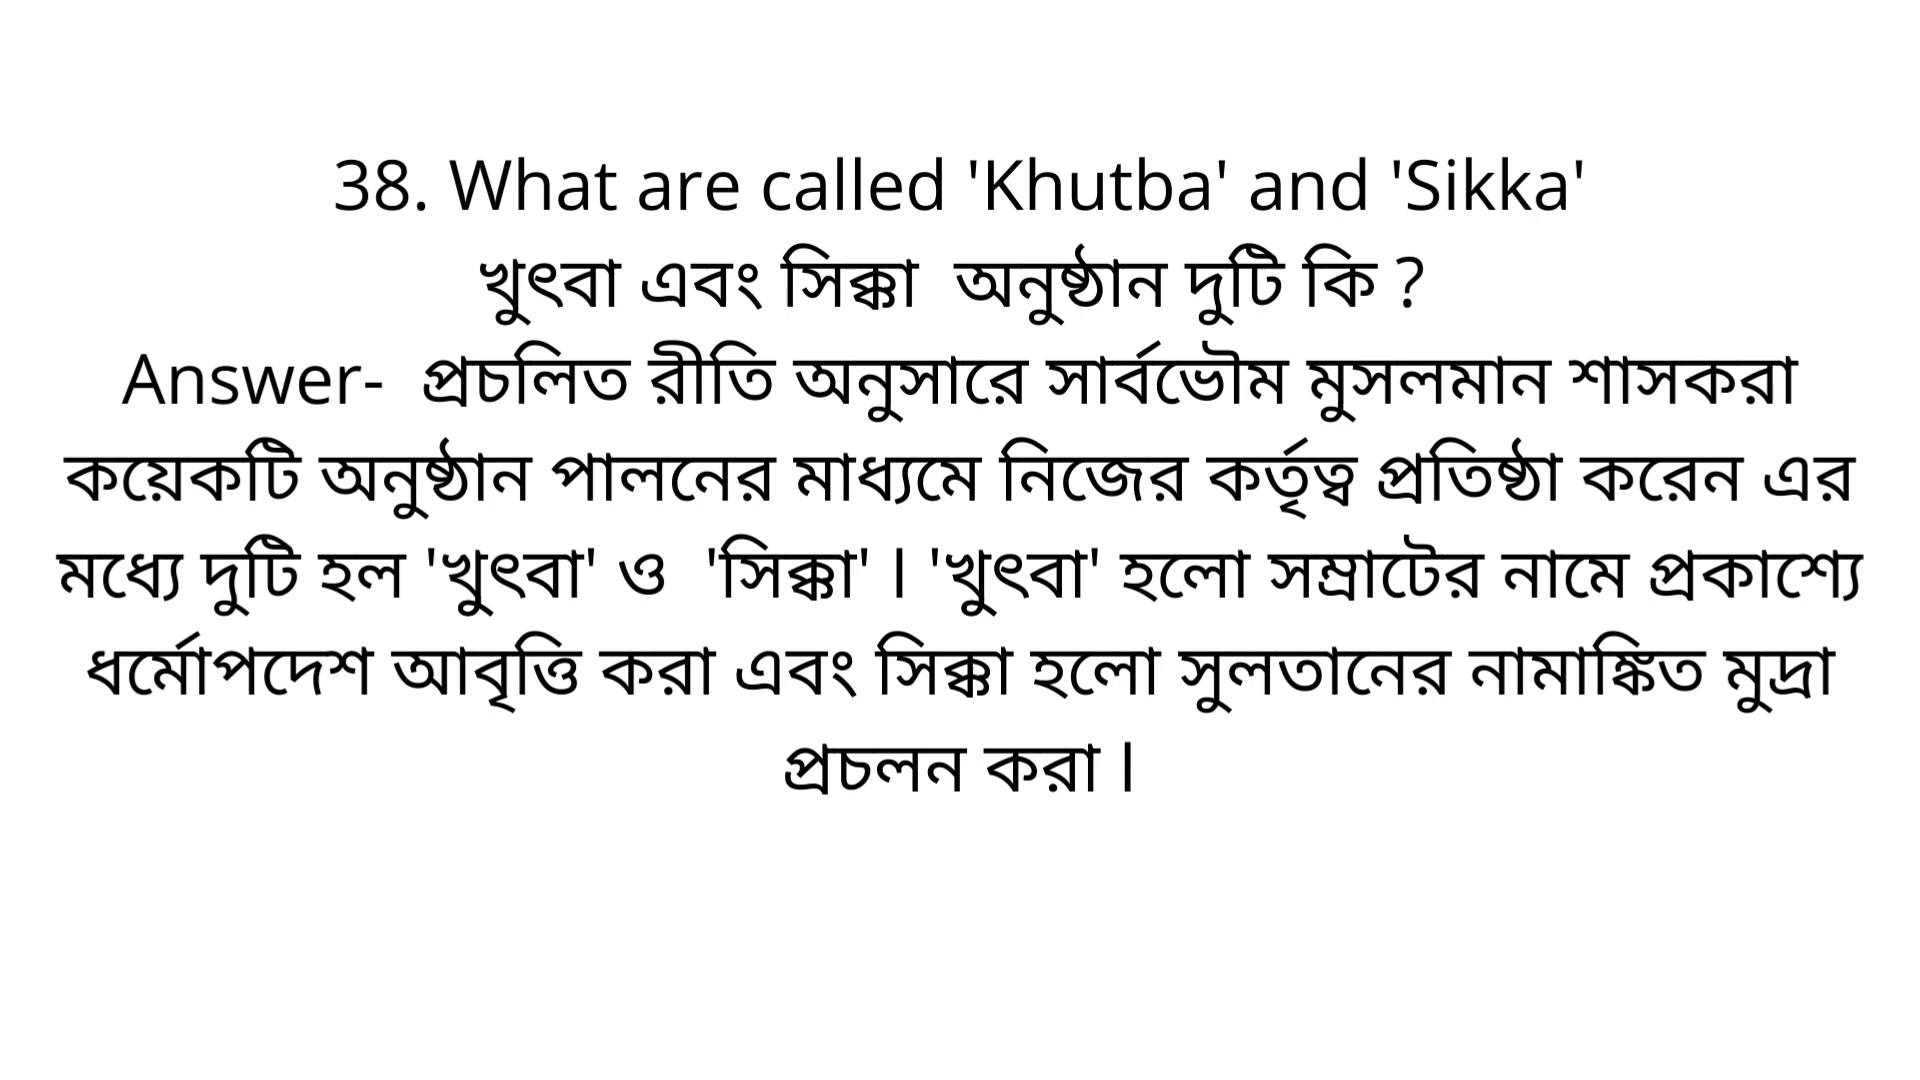 38. What are called 'Khutba' and 'Sikka'
খুৎবা এবং সিক্কা  অনুষ্ঠান দুটি কি ?
Answer-  প্রচলিত রীতি অনুসারে সার্বভৌম মুসলমান শাসকরা
কয়েকটি অনুষ্ঠান পালনের মাধ্যমে নিজের কর্তৃত্ব প্রতিষ্ঠা করেন এর
মধ্যে দুটি হল 'খুৎবা' ও  'সিক্কা' । 'খুৎবা' হলো সম্রাটের নামে প্রকাশ্যে
ধর্মোপদেশ আবৃত্তি করা এবং সিক্কা হলো সুলতানের নামাঙ্কিত মুদ্রা
প্রচলন করা ।